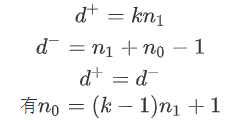 d⁺ = kn₁
d⁻ = n₁ + n₀ − 1
d⁺ = d⁻
有n₀ = (k − 1)n₁ + 1